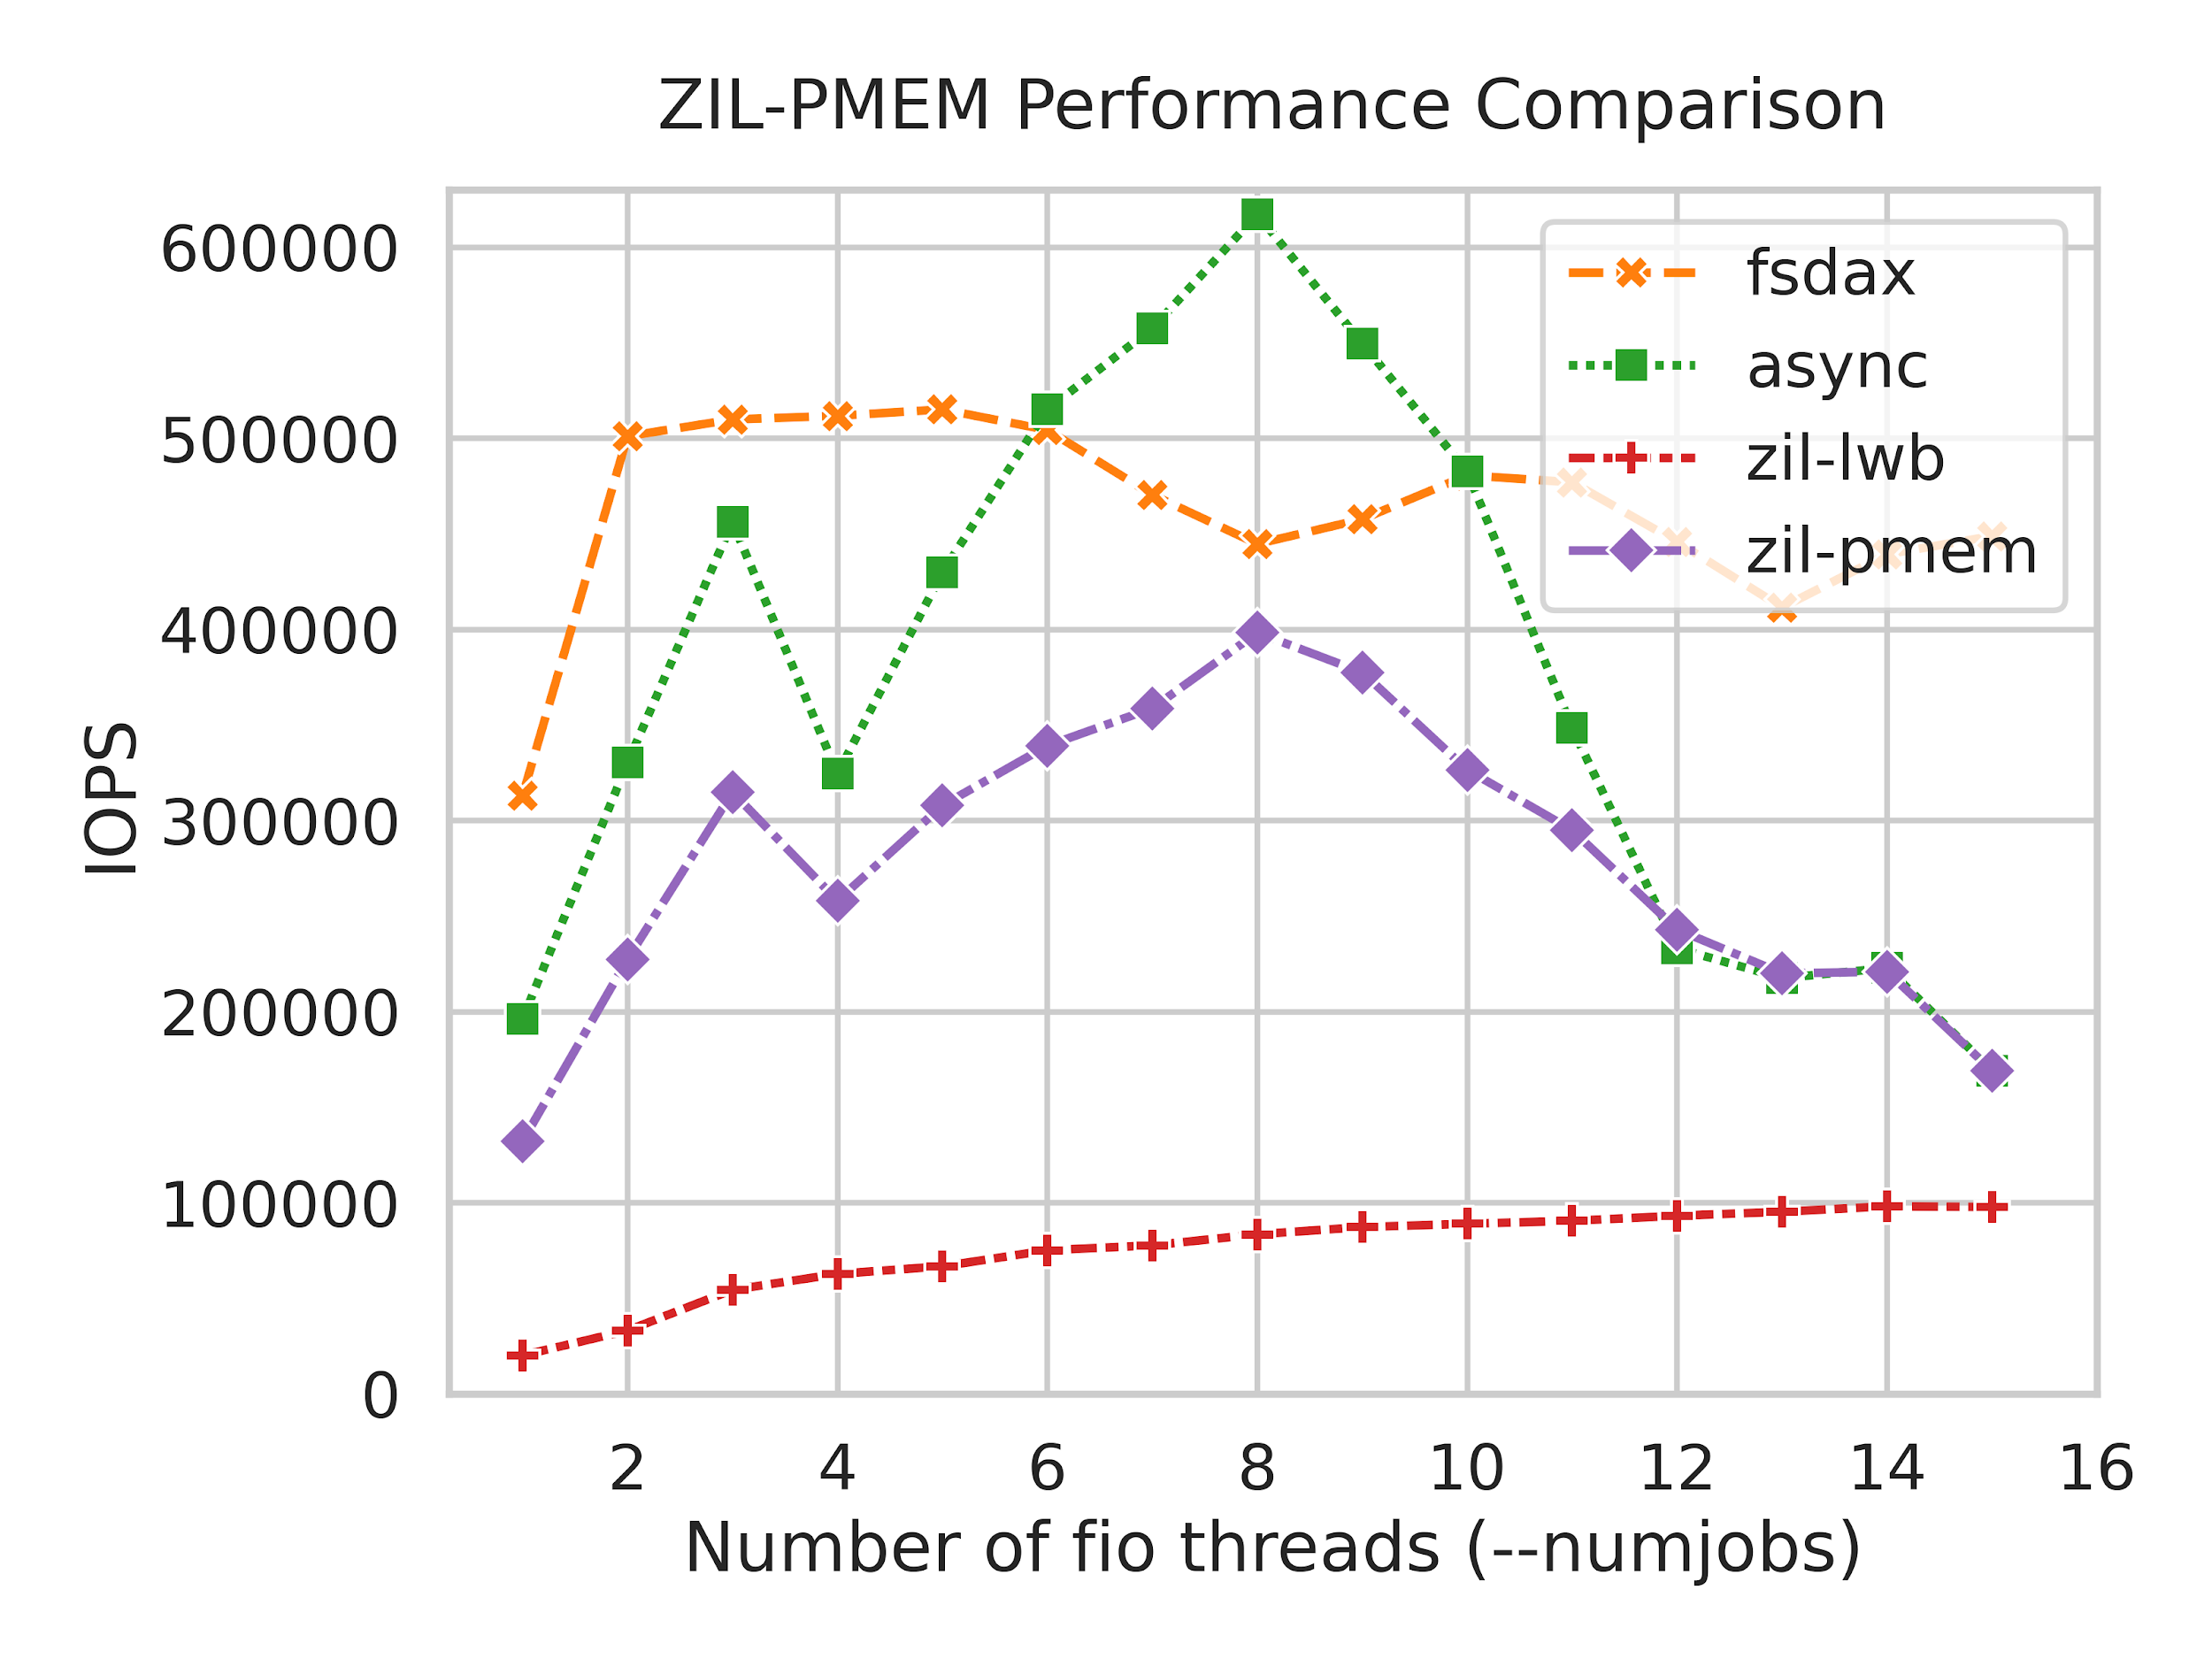 ZIL-PMEM Performance Comparison
600000
500000
400000
300000
200000
100000
0
IOPS
fsdax
async
zil-lwb
zil-pmem
2 4 6 8 10 12 14 16
Number of fio threads (--numjobs)